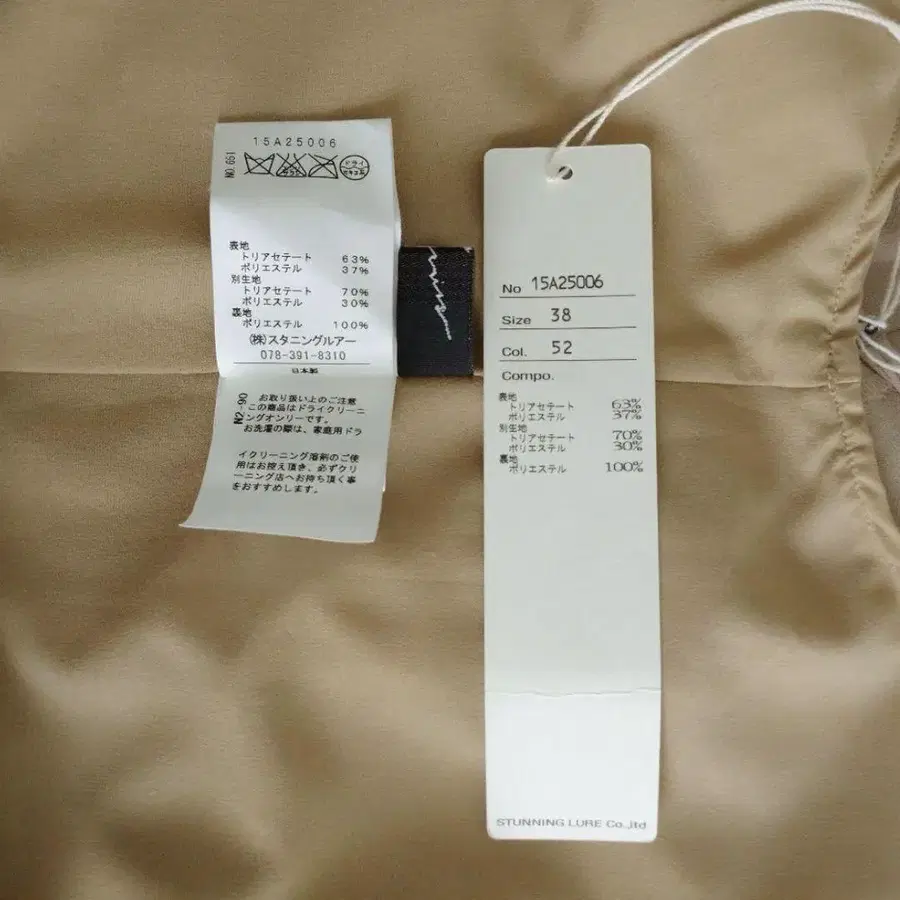 15A25006
NO 661
ドライ
セキユ系
表地
トリアセテート 63%
ポリエステル 37%
別生地
トリアセテート 70%
ポリエステル 30%
裏地
ポリエステル 100%
(株)スタニングルアー
078-391-8310
日本製
NK-06
お取り扱い上のご注意
この商品はドライクリーニ
ングオンリーです。
お洗濯の際は、家庭用ドラ
イクリーニング溶剤のご使
用はお控え頂き、必ずクリ
ーニング店へお持ち頂く事
をおすすめします。
No 15A25006
Size 38
Col. 52
Compo.
表地
トリアセテート 63%
ポリエステル 37%
別生地
トリアセテート 70%
ポリエステル 30%
裏地
ポリエステル 100%
STUNNING LURE Co.,ltd